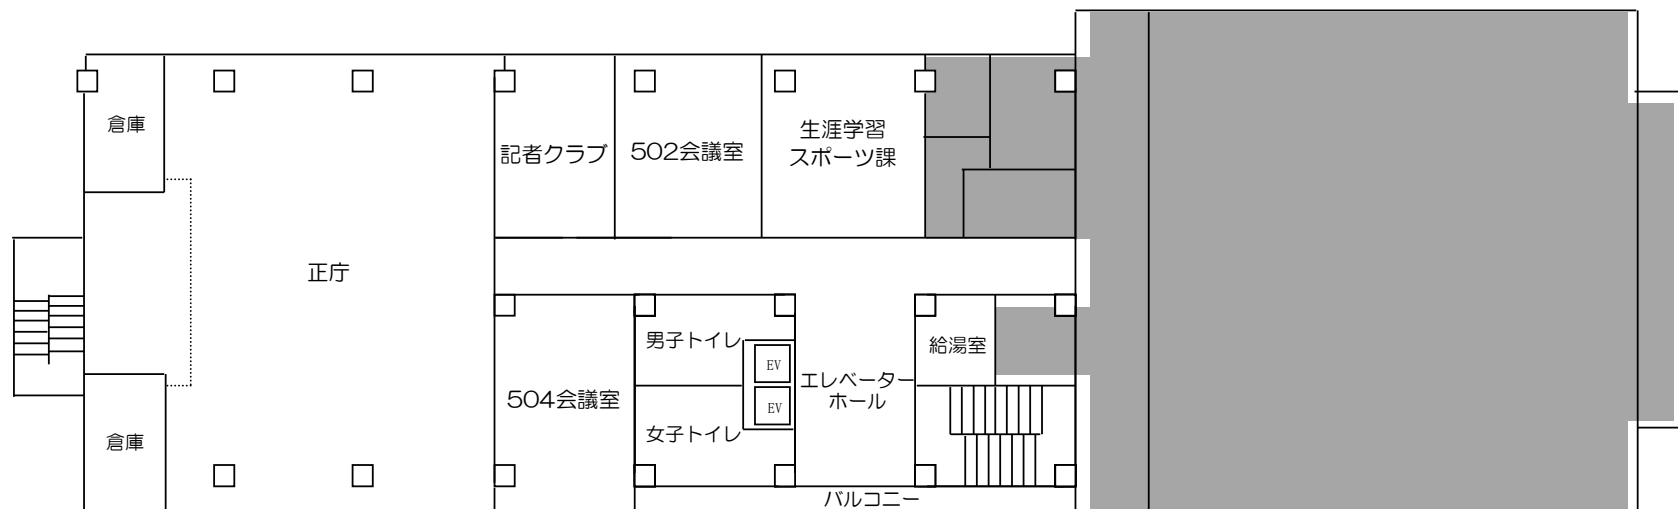 倉庫
記者クラブ
502会議室
生涯学習
スポーツ課
正庁
男子トイレ
EV
給湯室
エレベーター
ホール
504会議室
EV
女子トイレ
倉庫
バルコニー